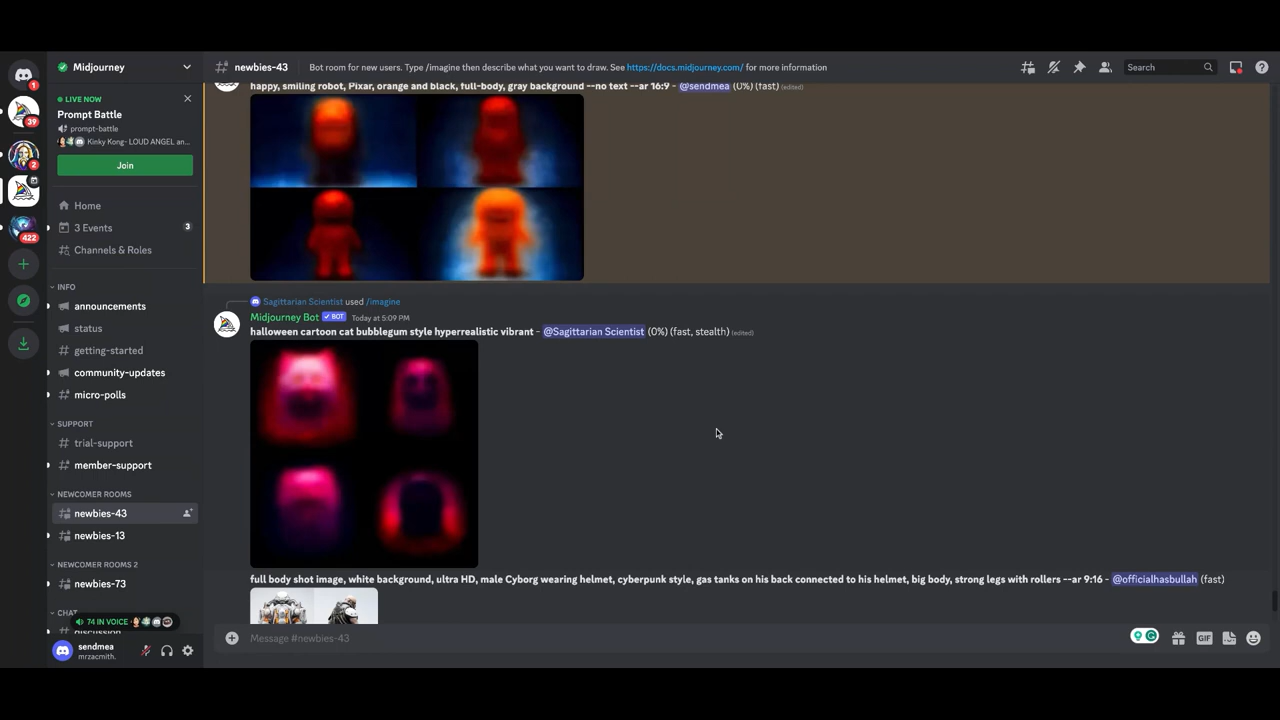 Midjourney
LIVE NOW
Prompt Battle
prompt-battle
Kinky Kong- LOUD ANGEL an...
Join
Home
3 Events 3
Channels & Roles
INFO
announcements
status
getting-started
community-updates
micro-polls
SUPPORT
trial-support
member-support
NEWCOMER ROOMS
newbies-43
newbies-13
NEWCOMER ROOMS 2
newbies-73
CHAT
74 IN VOICE
discussion
sendmea
mrzacmith.
1
39
2
422
newbies-43 Bot room for new users. Type /imagine then describe what you want to draw. See https://docs.midjourney.com/ for more information
Search
happy, smiling robot, Pixar, orange and black, full-body, gray background --no text --ar 16:9 - @sendmea (0%) (fast) (edited)
Sagittarian Scientist used /imagine
Midjourney Bot ✓ BOT Today at 5:09 PM
halloween cartoon cat bubblegum style hyperrealistic vibrant - @Sagittarian Scientist (0%) (fast, stealth) (edited)
full body shot image, white background, ultra HD, male Cyborg wearing helmet, cyberpunk style, gas tanks on his back connected to his helmet, big body, strong legs with rollers --ar 9:16 - @officialhasbullah (fast)
Message #newbies-43
GIF